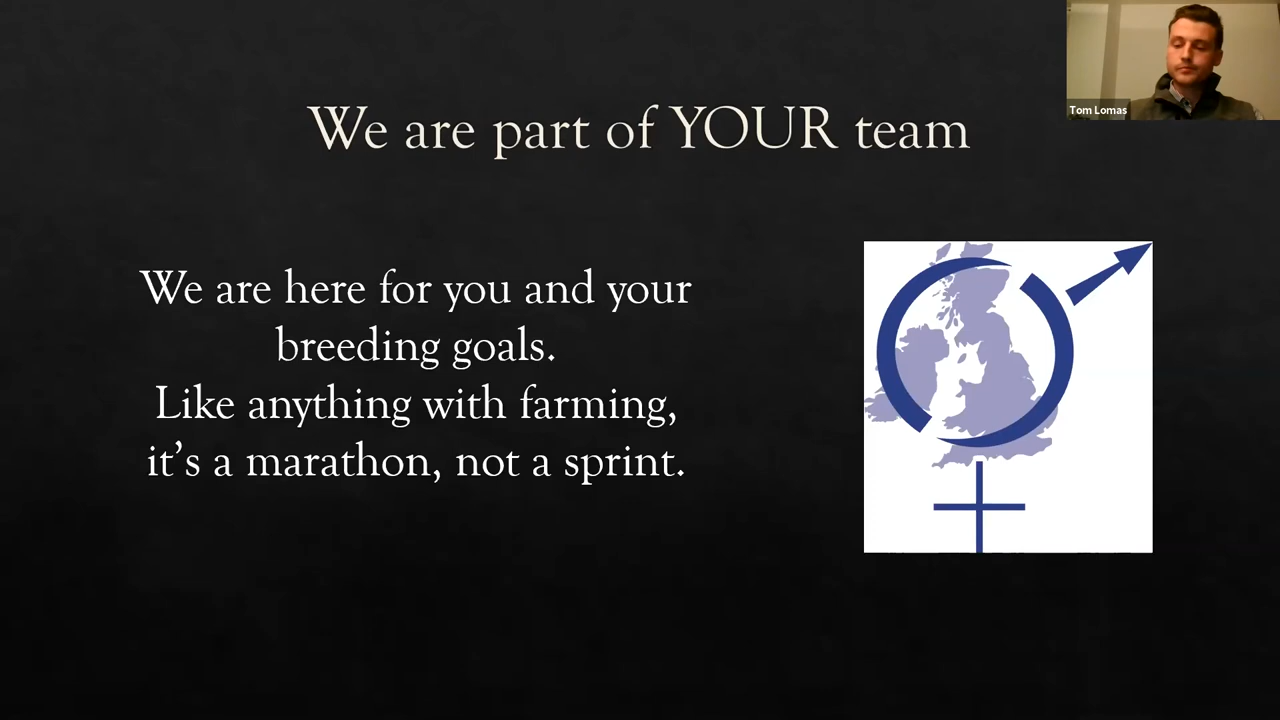 Tom Lomas
We are part of YOUR team
We are here for you and your
breeding goals.
Like anything with farming,
it’s a marathon, not a sprint.